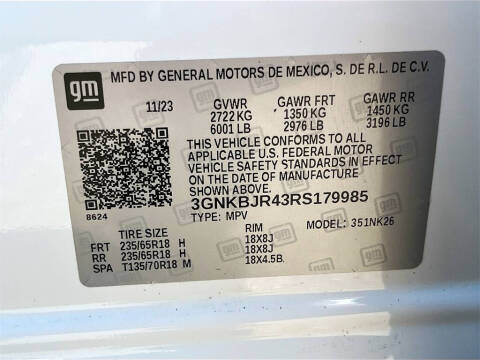 gm MFD BY GENERAL MOTORS DE MEXICO, S. DE R.L. DE C.V.
11/23 GVWR GAWR FRT GAWR RR
2722 KG 1350 KG 1450 KG
6001 LB 2976 LB 3196 LB
THIS VEHICLE CONFORMS TO ALL
APPLICABLE U.S. FEDERAL MOTOR
VEHICLE SAFETY STANDARDS IN EFFECT
ON THE DATE OF MANUFACTURE SHOWN ABOVE.
3GNKBJR43RS179985
8624 TYPE: MPV MODEL: 351NK26
TIRE SIZE RIM
FRT 235/65R18 H 18X8J
RR 235/65R18 H 18X8J
SPA T135/70R18 M 18X4.5B